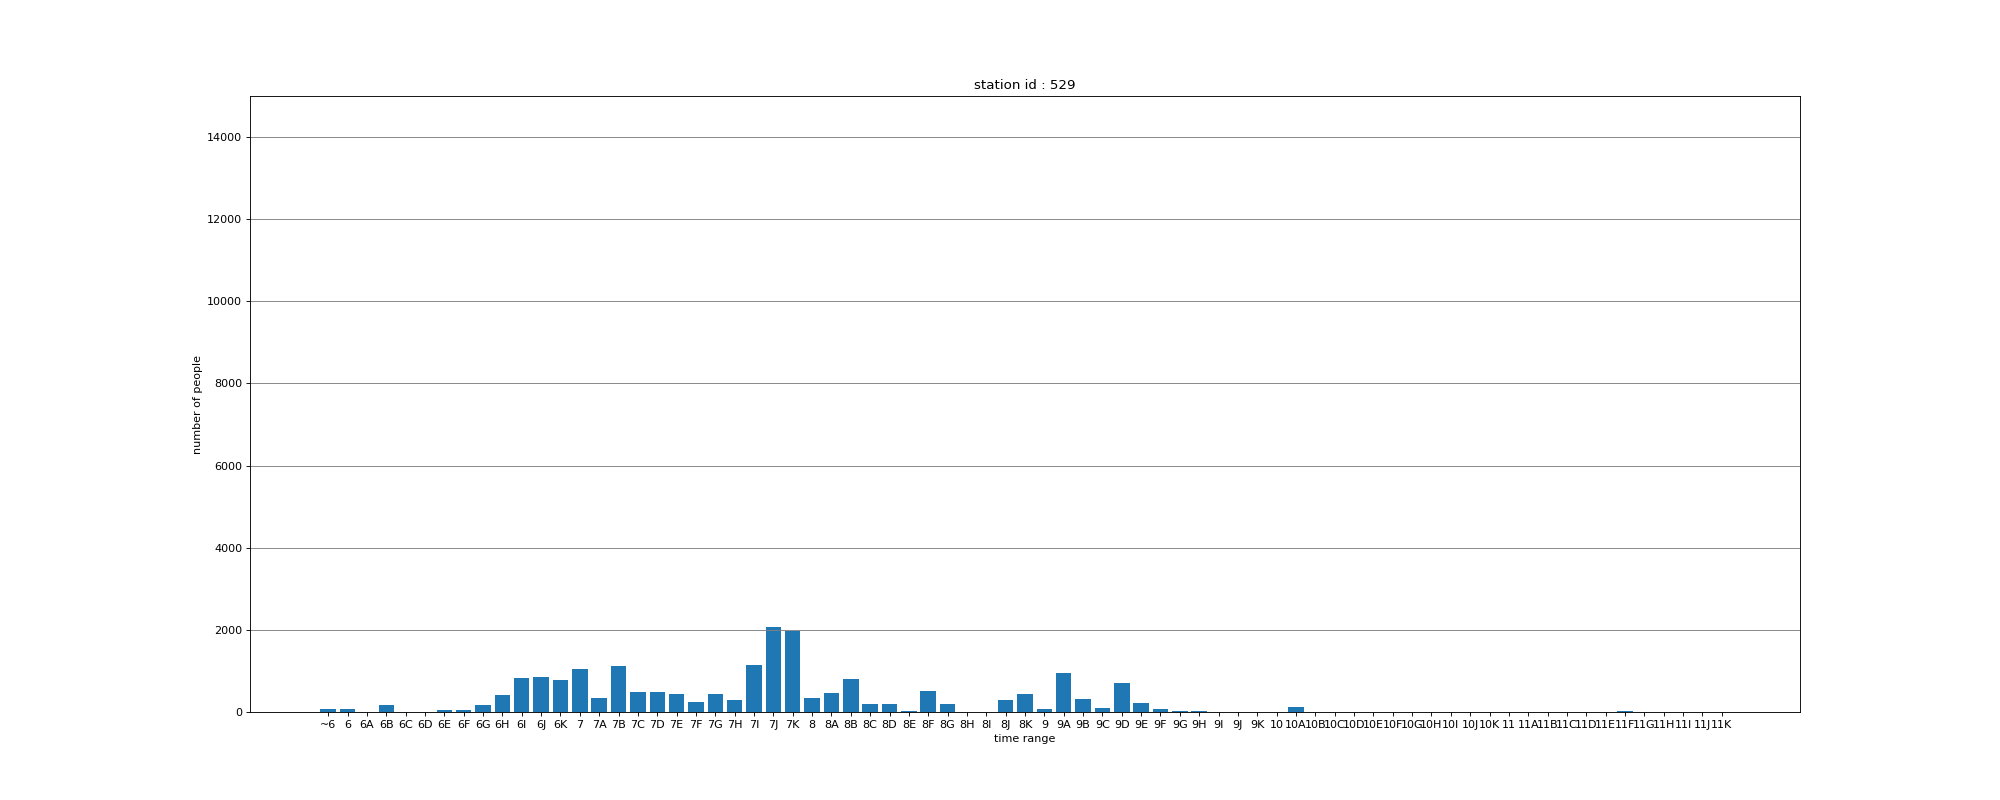 station id : 529
14000
12000
10000
8000
6000
4000
2000
0
number of people
~6 6 6A 6B 6C 6D 6E 6F 6G 6H 6I 6J 6K 7 7A 7B 7C 7D 7E 7F 7G 7H 7I 7J 7K 8 8A 8B 8C 8D 8E 8F 8G 8H 8I 8J 8K 9 9A 9B 9C 9D 9E 9F 9G 9H 9I 9J 9K 10 10A 10B 10C 10D 10E 10F 10G 10H 10I 10J 10K 11 11A 11B 11C 11D 11E 11F 11G 11H 11I 11J 11K
time range